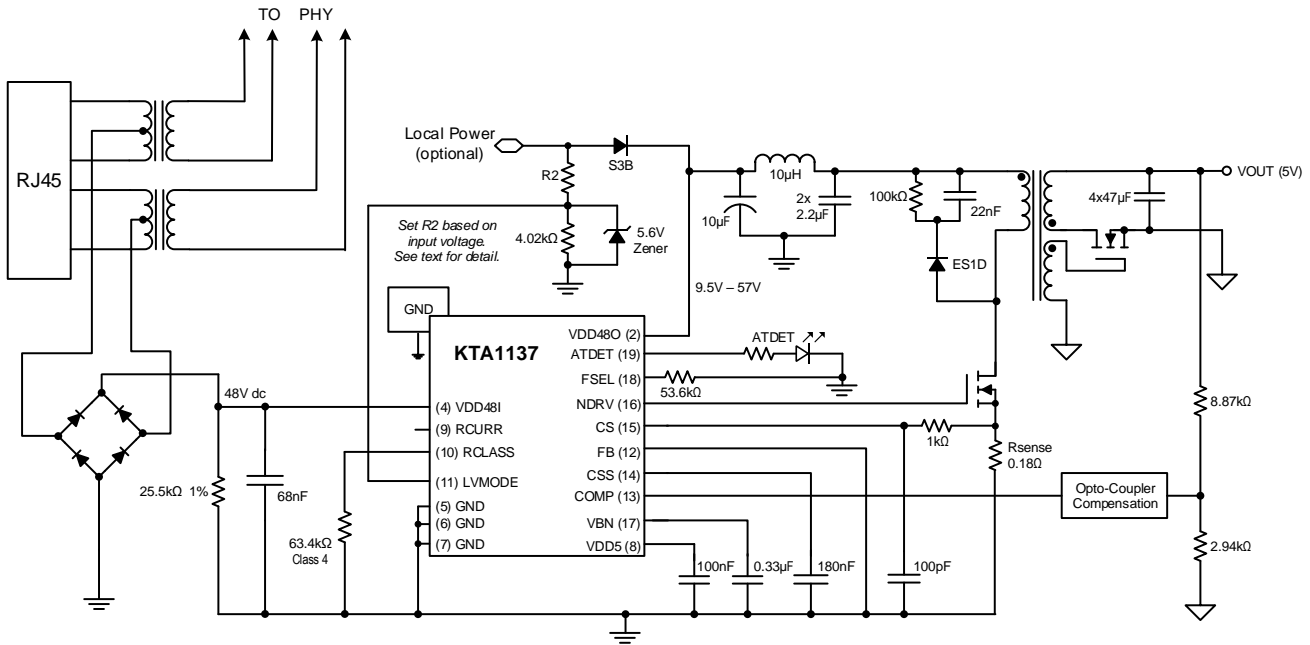 TO PHY
RJ45
Local Power
(optional)
S3B
R2
Set R2 based on
input voltage.
See text for detail.
4.02kΩ
5.6V
Zener
10µH
10µF
2x
2.2µF
100kΩ
22nF
ES1D
4x47µF
VOUT (5V)
9.5V – 57V
GND
KTA1137
VDD48O (2)
ATDET (19)
FSEL (18)
NDRV (16)
CS (15)
FB (12)
CSS (14)
COMP (13)
VBN (17)
VDD5 (8)
(4) VDD48I
(9) RCURR
(10) RCLASS
(11) LVMODE
(5) GND
(6) GND
(7) GND
ATDET
53.6kΩ
1kΩ
Rsense
0.18Ω
8.87kΩ
Opto-Coupler
Compensation
2.94kΩ
48V dc
25.5kΩ 1%
68nF
63.4kΩ
Class 4
100nF
0.33µF
180nF
100pF